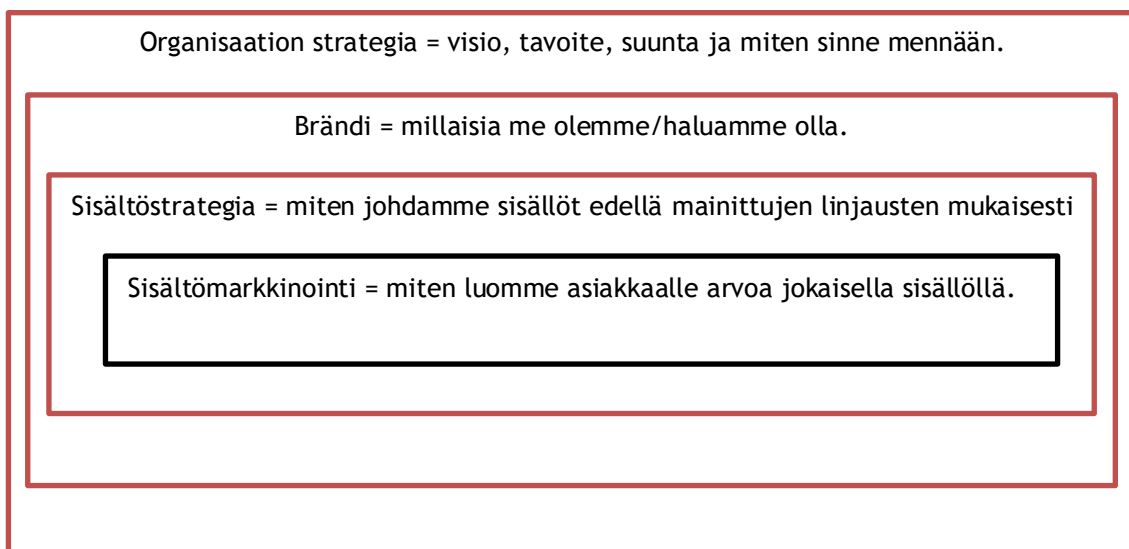 Organisaation strategia = visio, tavoite, suunta ja miten sinne mennään.
Brändi = millaisia me olemme/haluamme olla.
Sisältöstrategia = miten johdamme sisällöt edellä mainittujen linjausten mukaisesti
Sisältömarkkinointi = miten luomme asiakkaalle arvoa jokaisella sisällöllä.